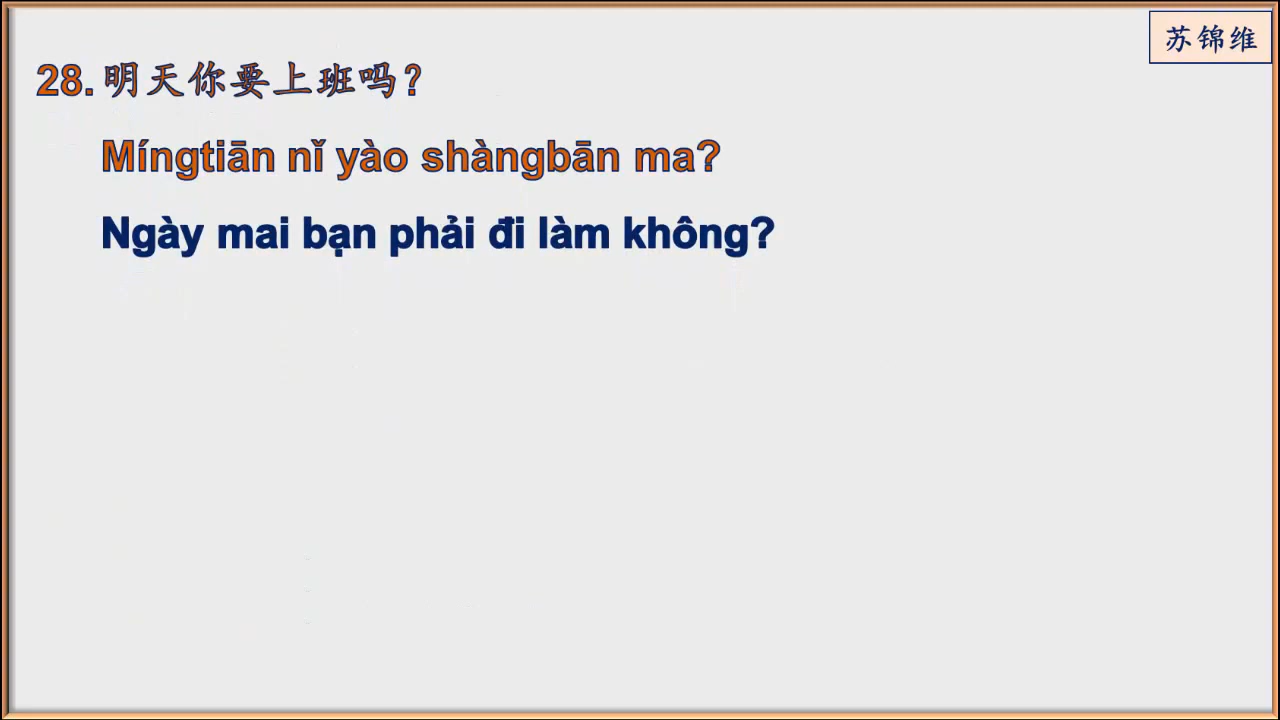 苏锦维
28. 明天你要上班吗？
Míngtiān nǐ yào shàngbān ma?
Ngày mai bạn phải đi làm không?